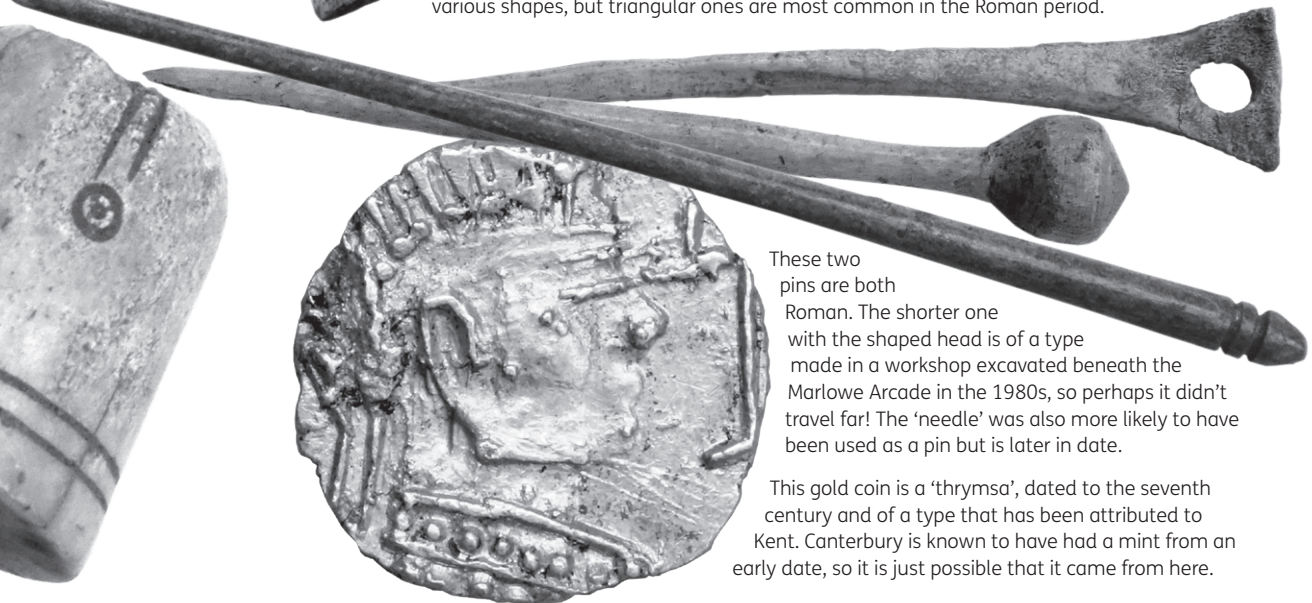 various shapes, but triangular ones are most common in the Roman period.
These two
pins are both
Roman. The shorter one
with the shaped head is of a type
made in a workshop excavated beneath the
Marlowe Arcade in the 1980s, so perhaps it didn’t
travel far! The ‘needle’ was also more likely to have
been used as a pin but is later in date.
This gold coin is a ‘thrymsa’, dated to the seventh
century and of a type that has been attributed to
Kent. Canterbury is known to have had a mint from an
early date, so it is just possible that it came from here.